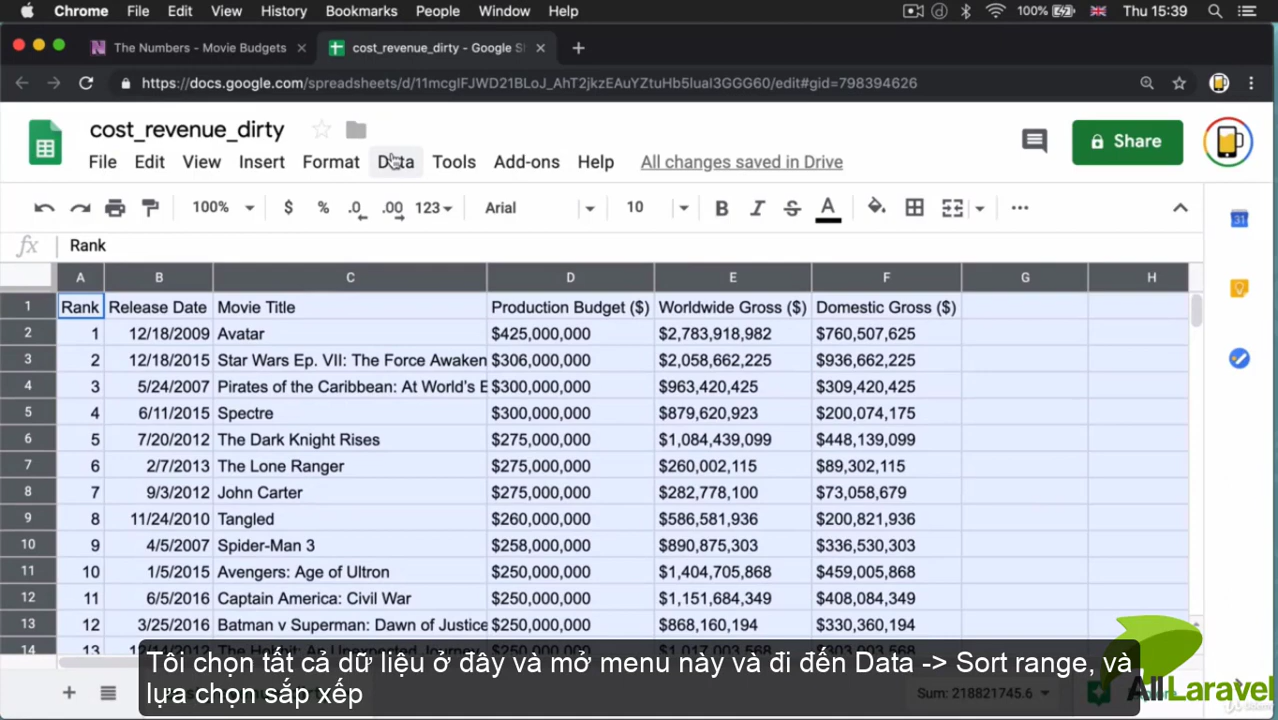 Chrome File Edit View History Bookmarks People Window Help 100% Thu 15:39
The Numbers - Movie Budgets cost_revenue_dirty - Google S
https://docs.google.com/spreadsheets/d/11mcgIFJWD21BLoJ_AhT2jkzEAuYZtuHb5luaI3GGG60/edit#gid=798394626
cost_revenue_dirty
File Edit View Insert Format Data Tools Add-ons Help All changes saved in Drive Share
100% $ % .0 .00 123 Arial 10 B I S A
fx Rank
A B C D E F G H
1 Rank Release Date Movie Title Production Budget ($) Worldwide Gross ($) Domestic Gross ($)
2 1 12/18/2009 Avatar $425,000,000 $2,783,918,982 $760,507,625
3 2 12/18/2015 Star Wars Ep. VII: The Force Awaken $306,000,000 $2,058,662,225 $936,662,225
4 3 5/24/2007 Pirates of the Caribbean: At World's E $300,000,000 $963,420,425 $309,420,425
5 4 6/11/2015 Spectre $300,000,000 $879,620,923 $200,074,175
6 5 7/20/2012 The Dark Knight Rises $275,000,000 $1,084,439,099 $448,139,099
7 6 2/7/2013 The Lone Ranger $275,000,000 $260,002,115 $89,302,115
8 7 9/3/2012 John Carter $275,000,000 $282,778,100 $73,058,679
9 8 11/24/2010 Tangled $260,000,000 $586,581,936 $200,821,936
10 9 4/5/2007 Spider-Man 3 $258,000,000 $890,875,303 $336,530,303
11 10 1/5/2015 Avengers: Age of Ultron $250,000,000 $1,404,705,868 $459,005,868
12 11 6/5/2016 Captain America: Civil War $250,000,000 $1,151,684,349 $408,084,349
13 12 3/25/2016 Batman v Superman: Dawn of Justice $250,000,000 $868,160,194 $330,360,194
14 13
Tôi chọn tất cả dữ liệu ở đây và mở menu này và đi đến Data -> Sort range, và
lựa chọn sắp xếp
Sum: 218821745.6
AllLaravel
Udemy